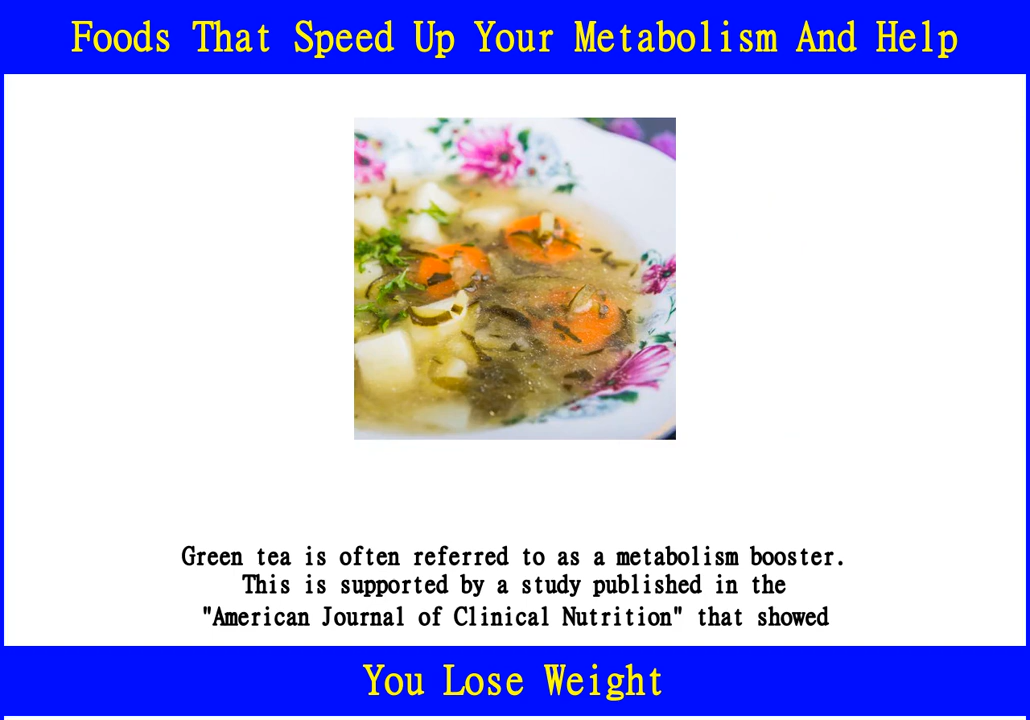 Foods That Speed Up Your Metabolism And Help
Green tea is often referred to as a metabolism booster.
This is supported by a study published in the
"American Journal of Clinical Nutrition" that showed
You Lose Weight